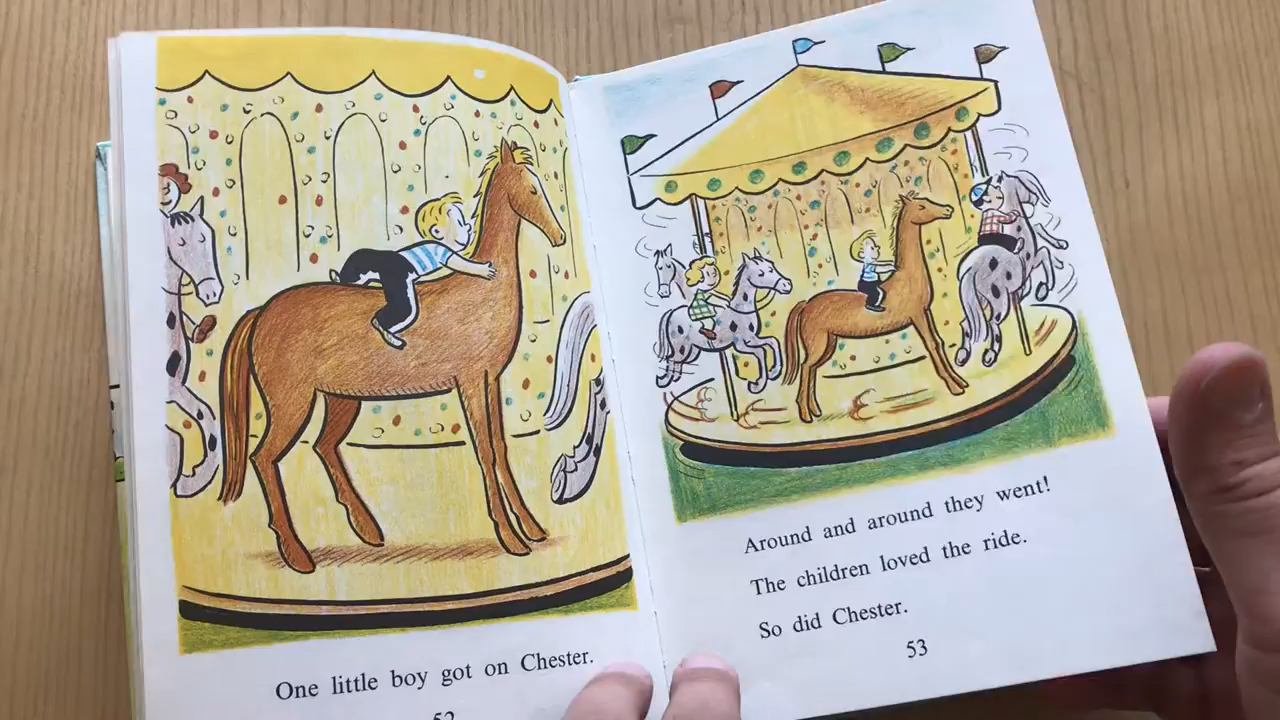 One little boy got on Chester.
52
Around and around they went!
The children loved the ride.
So did Chester.
53